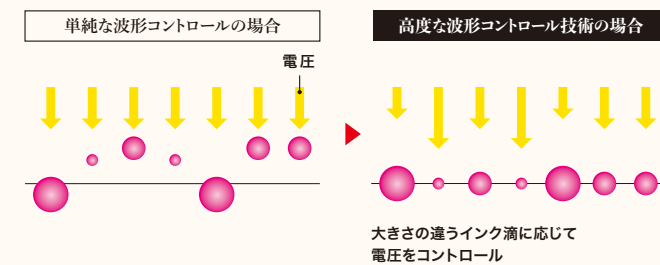 単純な波形コントロールの場合
電圧
高度な波形コントロール技術の場合
大きさの違うインク滴に応じて
電圧をコントロール